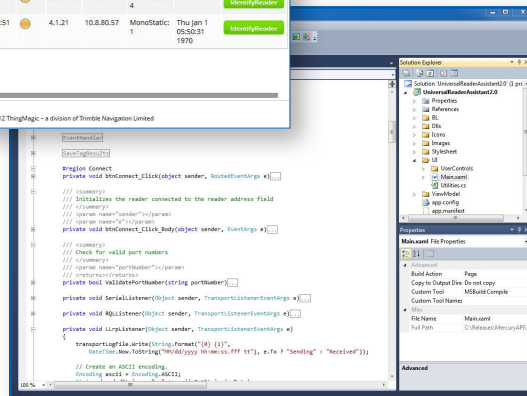 4
IdentifyReader
:51 4.1.21 10.8.80.57 MonoStatic: 1 Thu Jan 1 05:50:31 1970 IdentifyReader
12 ThingMagic – a division of Trimble Navigation Limited
EventHandler
SaveTagResults
#region Connect
private void btnConnect_Click(object sender, RoutedEventArgs e)...
/// <summary>
/// Initializes the reader connected to the reader address field
/// </summary>
/// <param name="sender"></param>
/// <param name="e"></param>
private void btnConnect_Click_Body(object sender, EventArgs e)...
/// <summary>
/// Check for valid port numbers
/// </summary>
/// <param name="portNumber"></param>
/// <returns></returns>
private bool ValidatePortNumber(string portNumber)...
private void SerialListener(Object sender, TransportListenerEventArgs e)...
private void RQLListener(Object sender, TransportListenerEventArgs e)...
private void LLrpListener(Object sender, TransportListenerEventArgs e)
{
transportLogFile.Write(String.Format("{0} {1}",
DateTime.Now.ToString("MM/dd/yyyy hh:mm:ss.fff tt"), e.Tx ? "Sending" : "Received"));
// Create an ASCII encoding.
Encoding ascii = Encoding.ASCII;
100 %
Solution Explorer
Solution 'UniversalReaderAssistant2.0' (1 pro
UniversalReaderAssistant2.0
Properties
References
BL
Dlls
Icons
Images
Stylesheet
UI
UserControls
Main.xaml
Utilities.cs
ViewModel
app.config
app.manifest
Properties
Main.xaml File Properties
Advanced
Build Action Page
Copy to Output Dire Do not copy
Custom Tool MSBuild:Compile
Custom Tool Names
Misc
File Name Main.xaml
Full Path C:\Releases\MercuryAPI\
Advanced